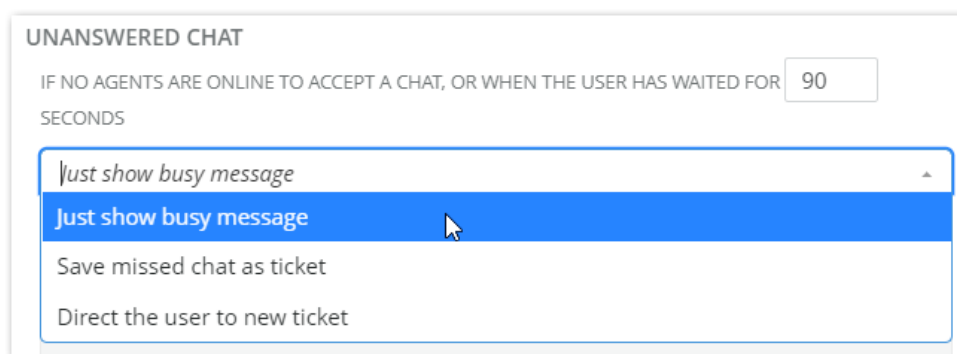 UNANSWERED CHAT
IF NO AGENTS ARE ONLINE TO ACCEPT A CHAT, OR WHEN THE USER HAS WAITED FOR 90
SECONDS
Just show busy message
Just show busy message
Save missed chat as ticket
Direct the user to new ticket